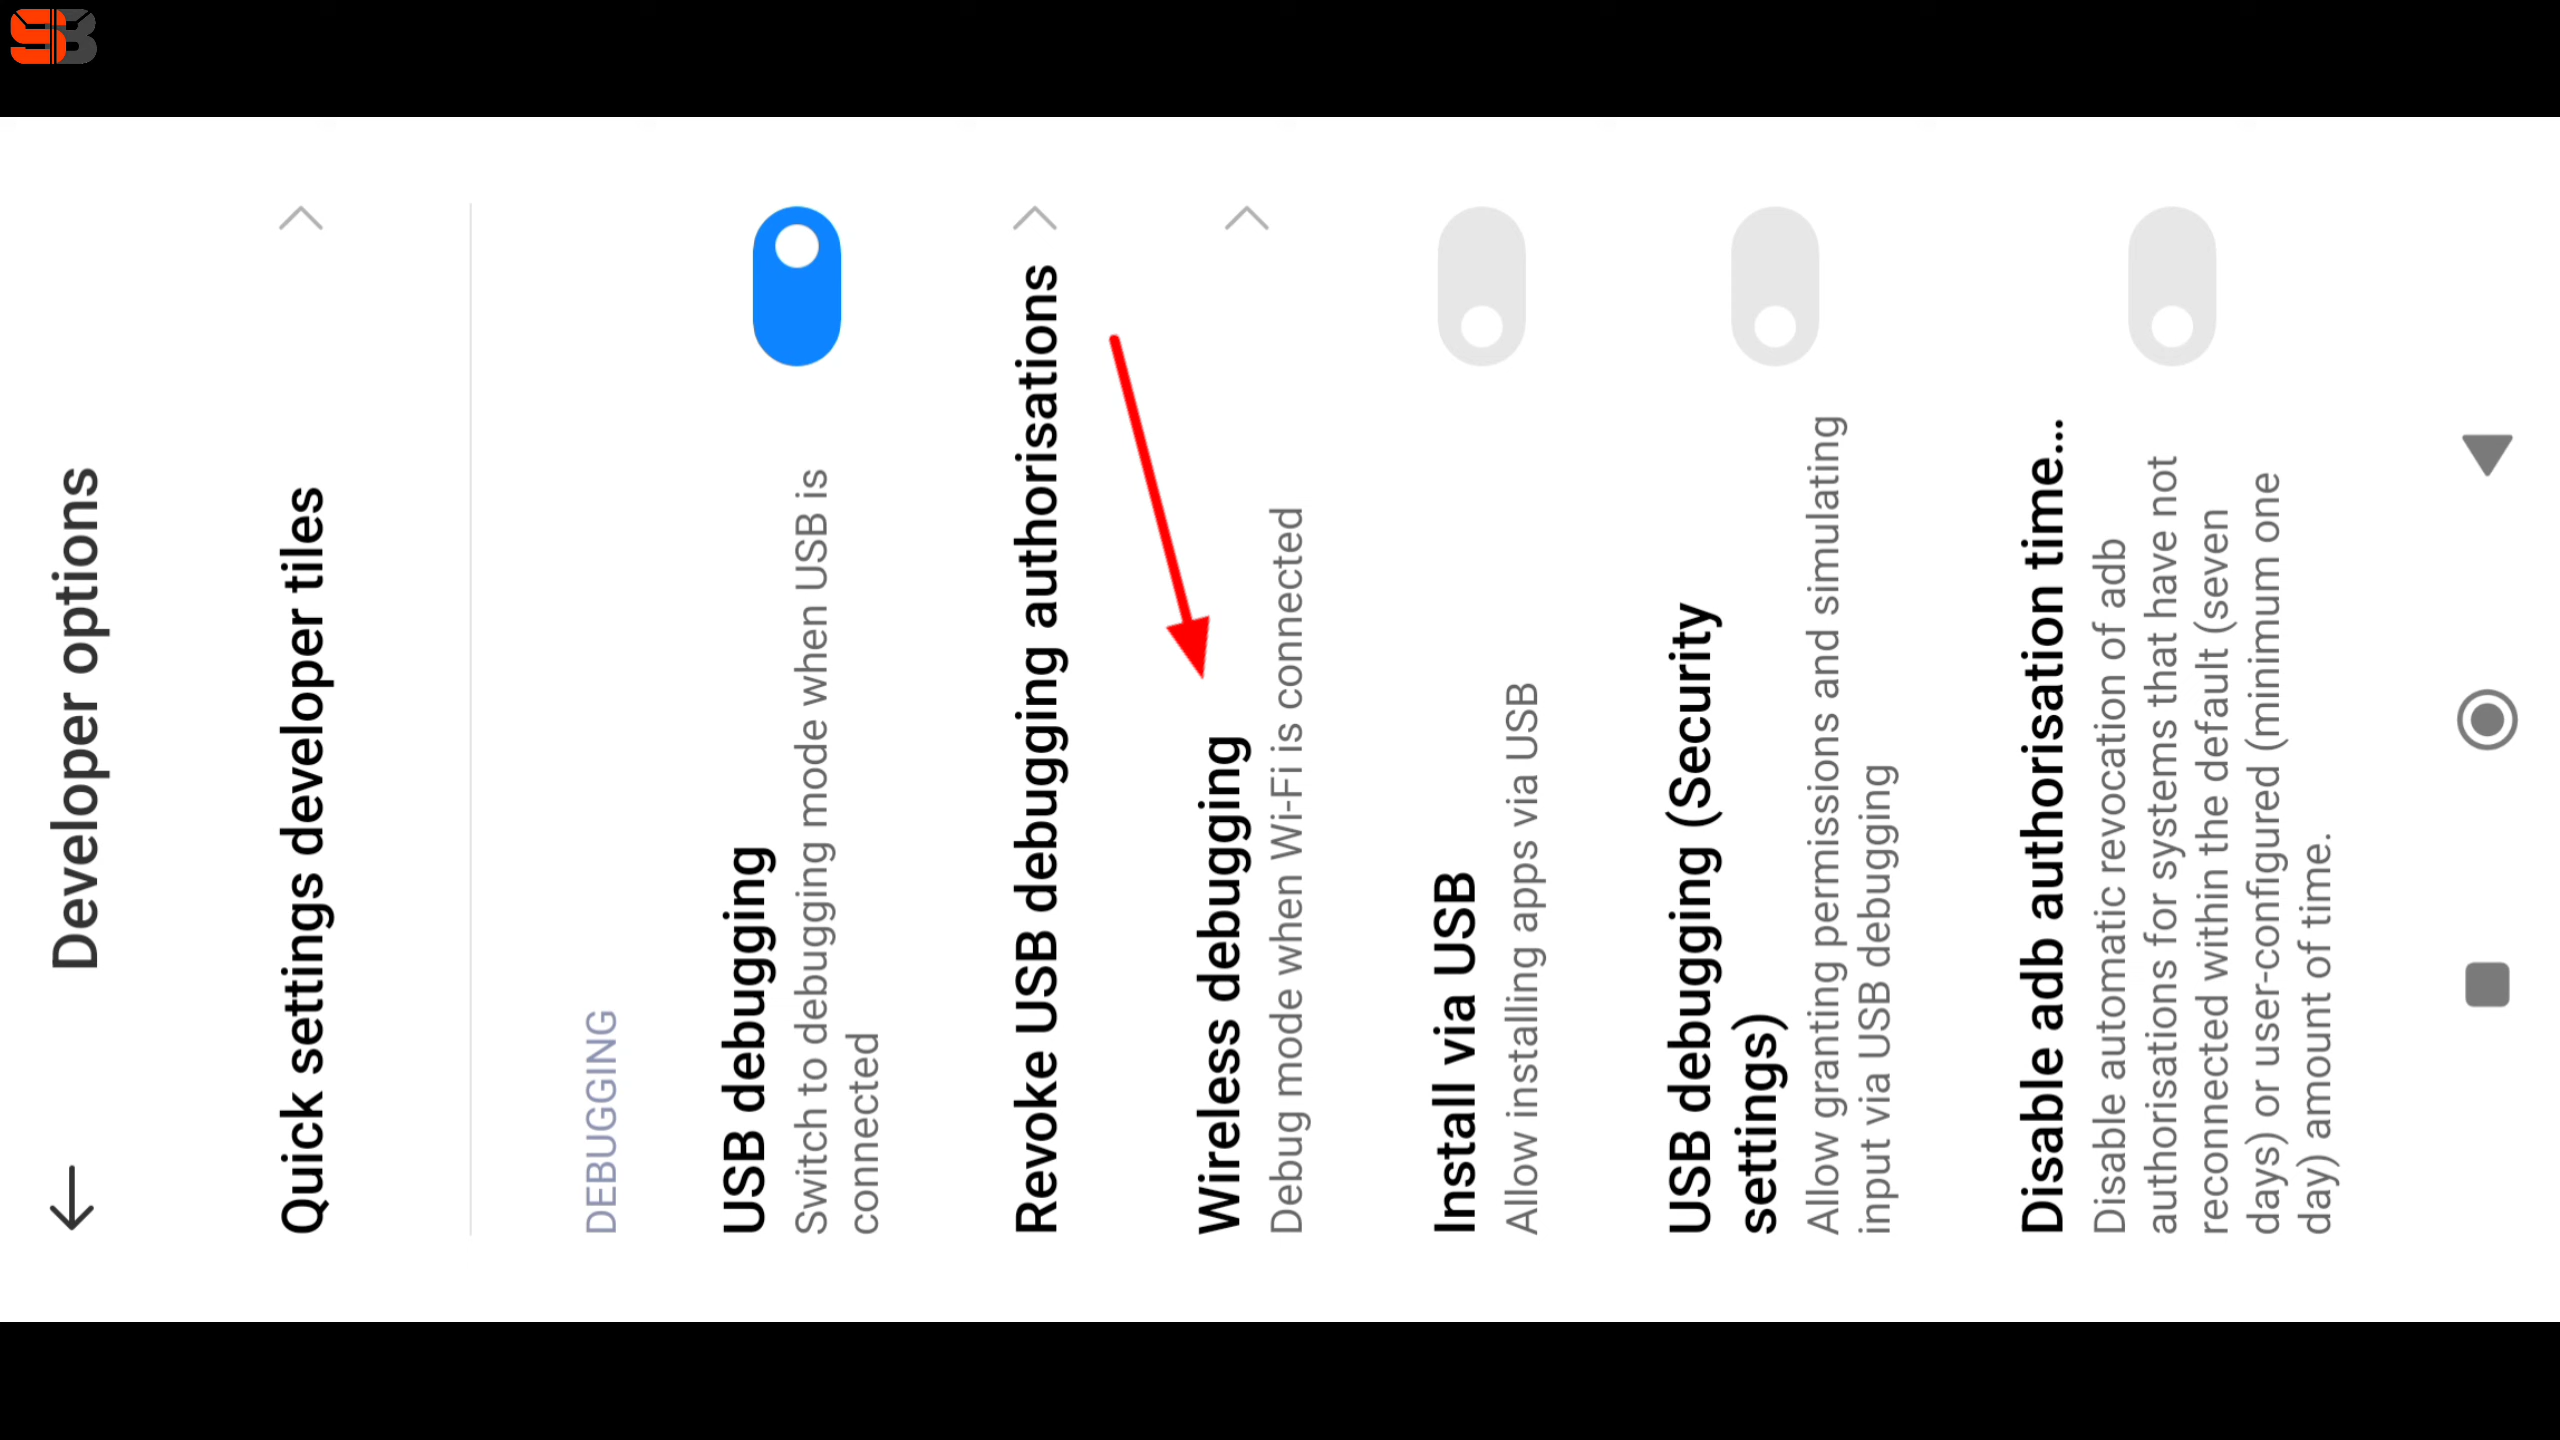 SB
Developer options
Quick settings developer tiles
DEBUGGING
USB debugging
Switch to debugging mode when USB is
connected
Revoke USB debugging authorisations
Wireless debugging
Debug mode when Wi-Fi is connected
Install via USB
Allow installing apps via USB
USB debugging (Security
settings)
Allow granting permissions and simulating
input via USB debugging
Disable adb authorisation time...
Disable automatic revocation of adb
authorisations for systems that have not
reconnected within the default (seven
days) or user-configured (minimum one
day) amount of time.